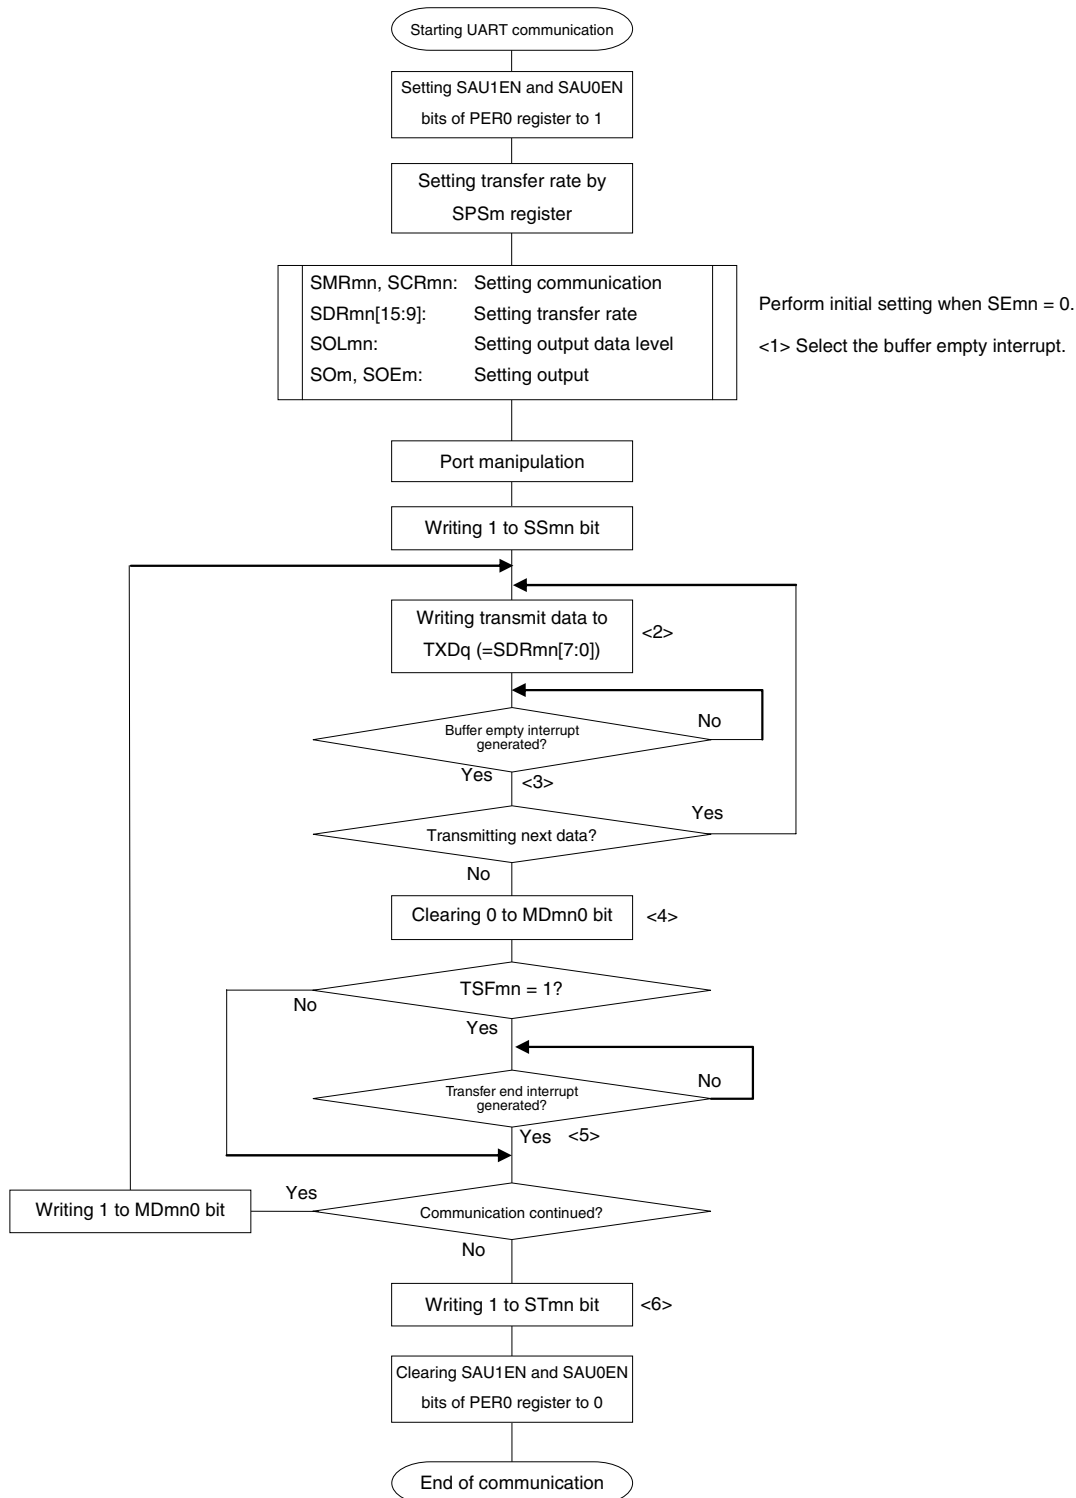 Starting UART communication
Setting SAU1EN and SAU0EN
bits of PER0 register to 1
Setting transfer rate by
SPSm register
SMRmn, SCRmn: Setting communication
SDRmn[15:9]: Setting transfer rate
SOLmn: Setting output data level
SOm, SOEm: Setting output
Perform initial setting when SEmn = 0.
<1> Select the buffer empty interrupt.
Port manipulation
Writing 1 to SSmn bit
Writing transmit data to
TXDq (=SDRmn[7:0])
<2>
Buffer empty interrupt
generated?
No
Yes
<3>
Transmitting next data?
Yes
No
Clearing 0 to MDmn0 bit
<4>
TSFmn = 1?
No
Yes
Transfer end interrupt
generated?
No
Yes
<5>
Writing 1 to MDmn0 bit
Yes
Communication continued?
No
Writing 1 to STmn bit
<6>
Clearing SAU1EN and SAU0EN
bits of PER0 register to 0
End of communication